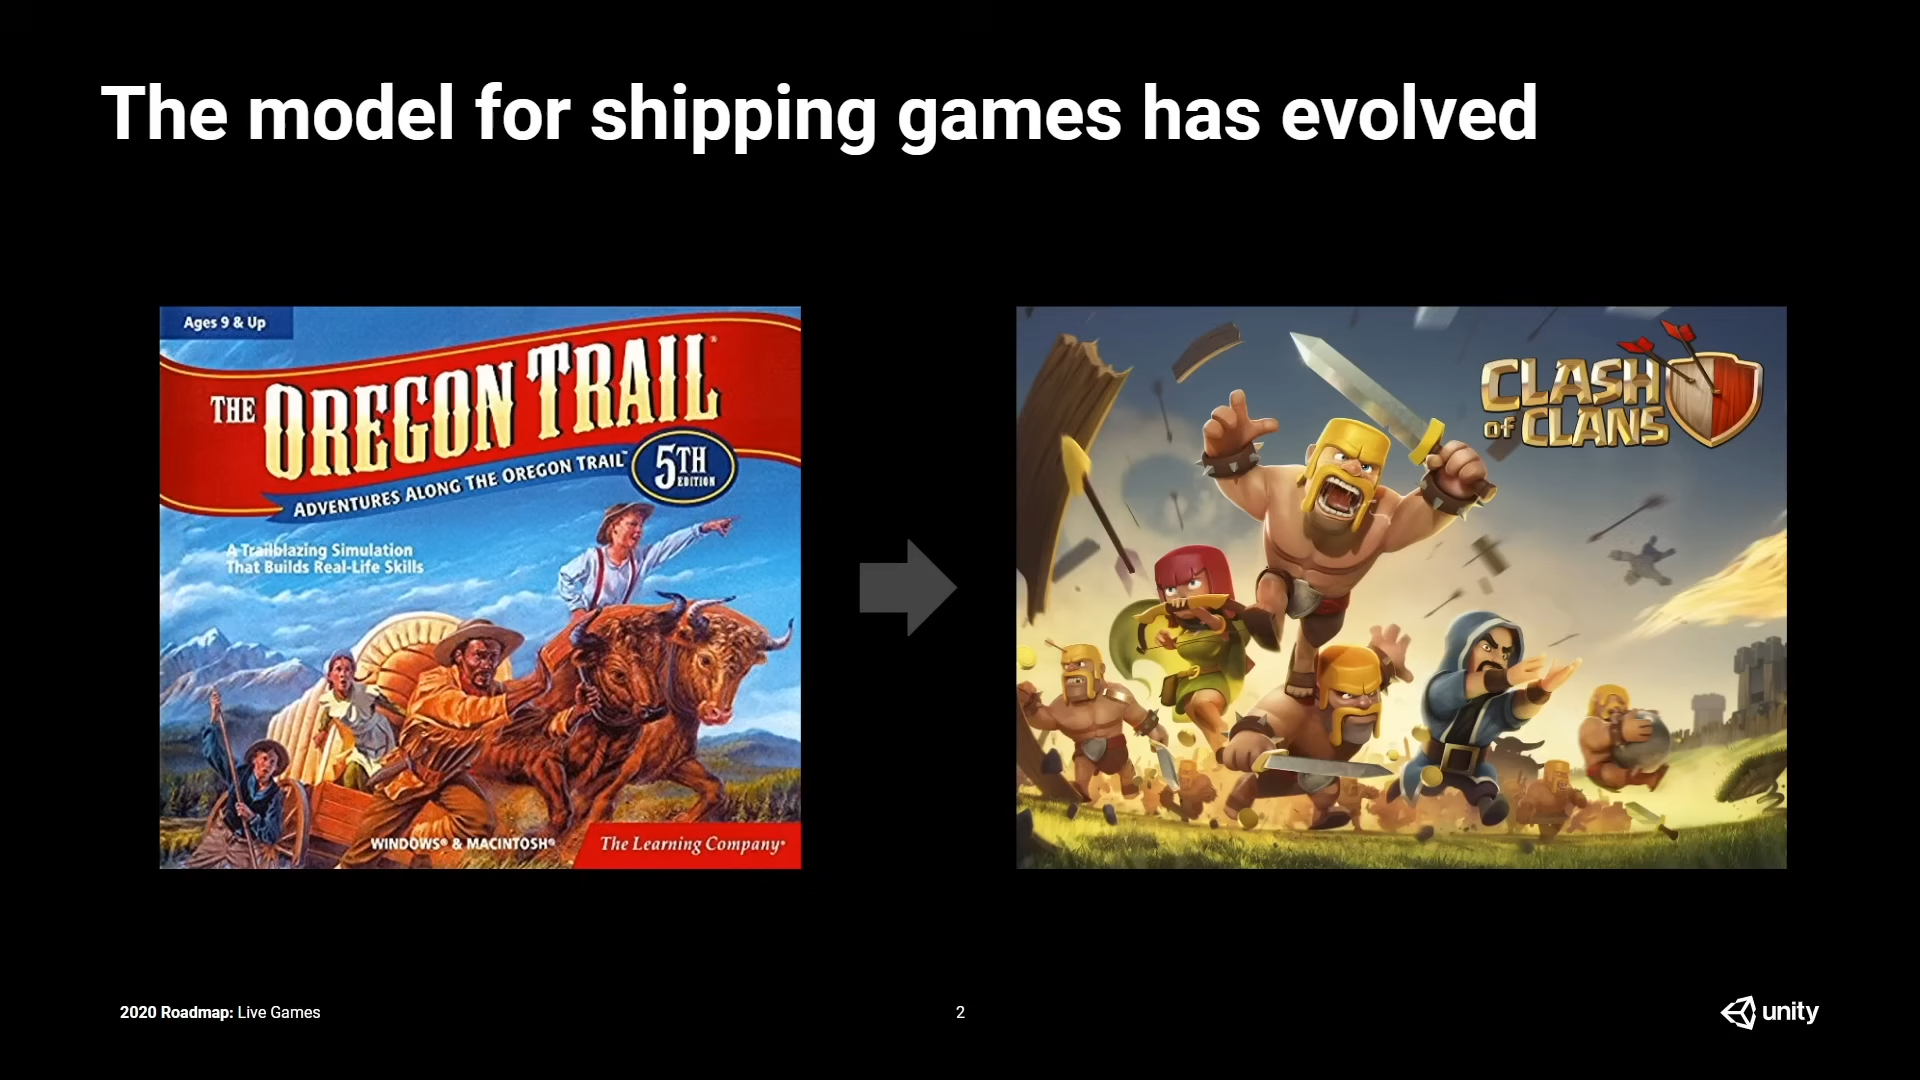 The model for shipping games has evolved
Ages 9 & Up
THE OREGON TRAIL®
ADVENTURES ALONG THE OREGON TRAIL™
5TH
EDITION
A Trailblazing Simulation
That Builds Real-Life Skills
WINDOWS® & MACINTOSH®
The Learning Company®
CLASH
of CLANS
2020 Roadmap: Live Games
2
unity